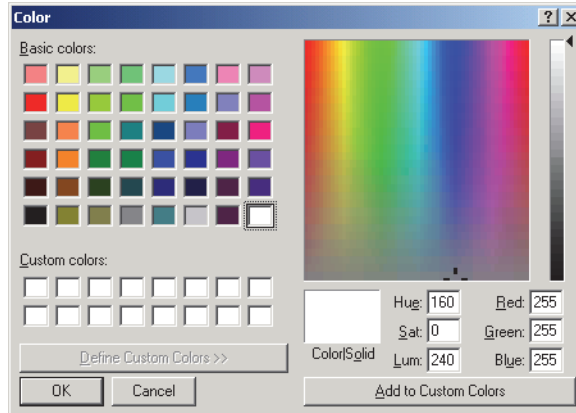 Color
Basic colors:
Custom colors:
Define Custom Colors >>
OK Cancel
Color|Solid
Hue: 160 Red: 255
Sat: 0 Green: 255
Lum: 240 Blue: 255
Add to Custom Colors